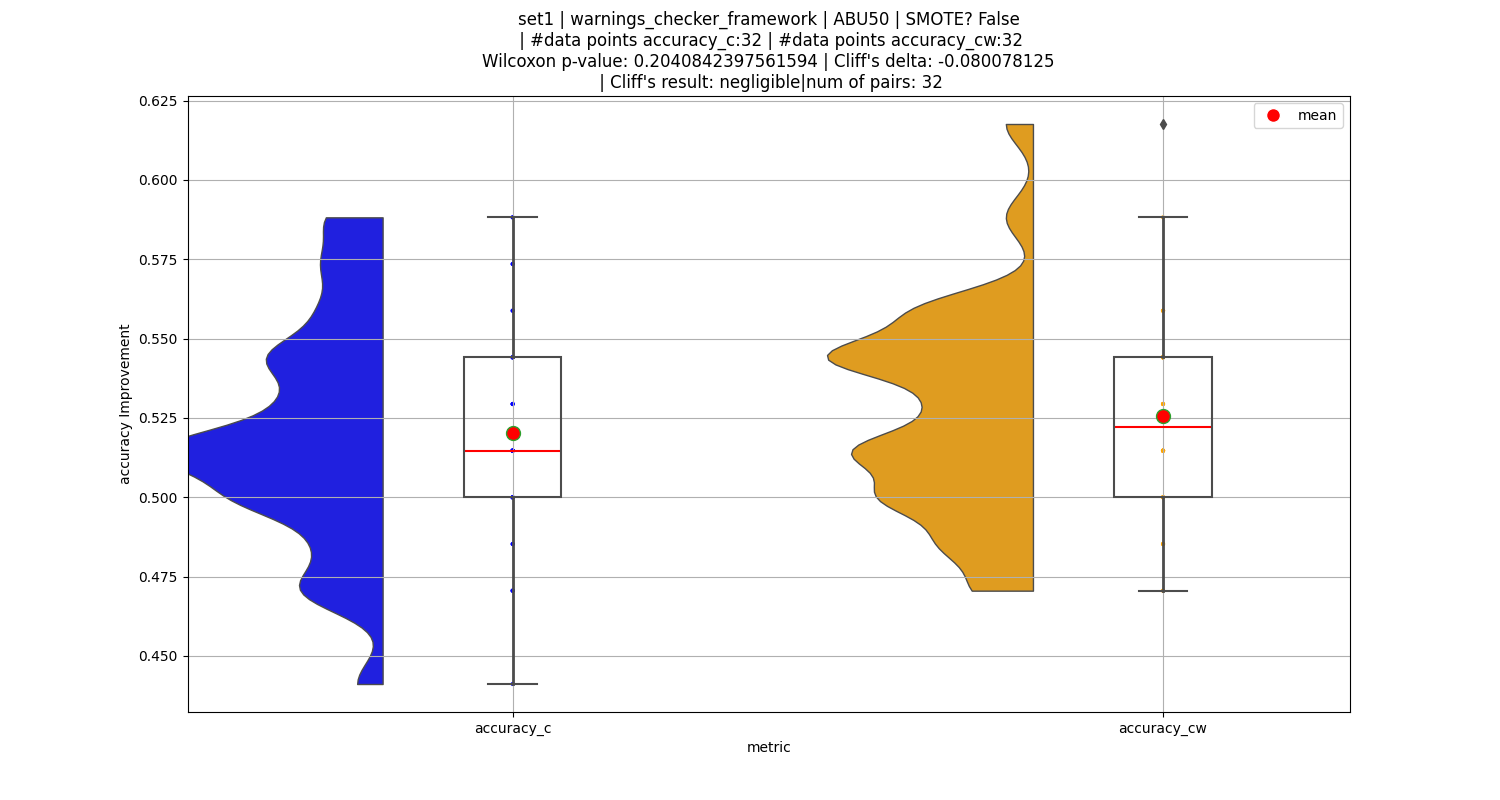 set1 | warnings_checker_framework | ABU50 | SMOTE? False
| #data points accuracy_c:32 | #data points accuracy_cw:32
Wilcoxon p-value: 0.2040842397561594 | Cliff's delta: -0.080078125
| Cliff's result: negligible|num of pairs: 32
mean
0.625
0.600
0.575
0.550
0.525
0.500
0.475
0.450
accuracy Improvement
accuracy_c
accuracy_cw
metric